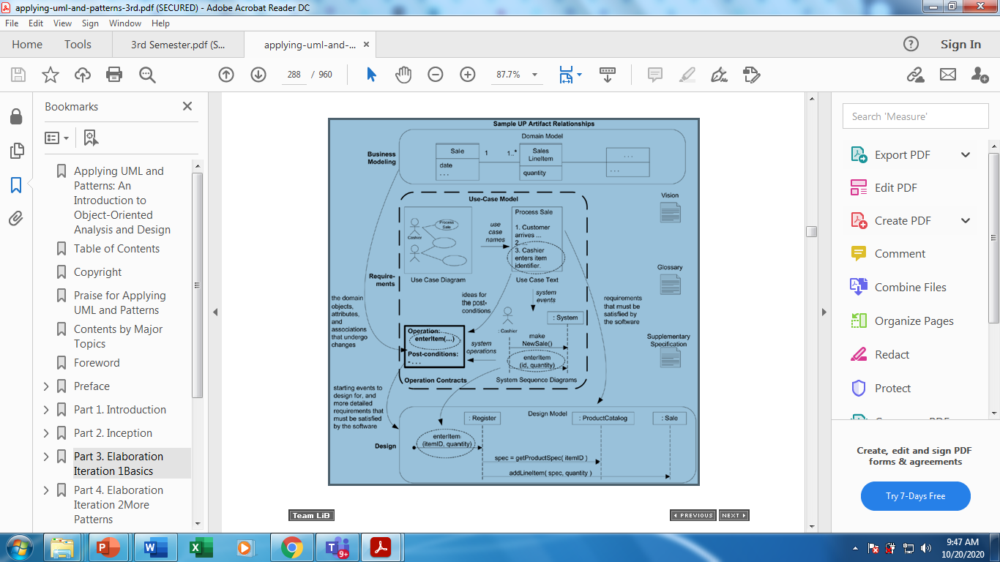 applying-uml-and-patterns-3rd.pdf (SECURED) - Adobe Acrobat Reader DC
File Edit View Sign Window Help
Home Tools 3rd Semester.pdf (S... applying-uml-and-... × Sign In
288 / 960 87.7%
Bookmarks
Applying UML and
Patterns: An
Introduction to
Object-Oriented
Analysis and Design
Table of Contents
Copyright
Praise for Applying
UML and Patterns
Contents by Major
Topics
Foreword
Preface
Part 1. Introduction
Part 2. Inception
Part 3. Elaboration
Iteration 1Basics
Part 4. Elaboration
Iteration 2More
Patterns
Sample UP Artifact Relationships
Domain Model
Business
Modeling
Sale
date
. . .
1
1..*
Sales
LineItem
quantity
. . .
. . .
Use-Case Model
Require-
ments
Process
Sale
Cashier
Use Case Diagram
use
case
names
Process Sale
1. Customer
arrives ...
2. ...
3. Cashier
enters item
identifier.
Use Case Text
Vision
Glossary
Supplementary
Specification
the domain
objects,
attributes,
and
associations
that undergo
changes
ideas for
the post-
conditions
system
events
requirements
that must be
satisfied by
the software
Operation:
enterItem(…)
Post-conditions:
- . . .
Operation Contracts
system
operations
: Cashier
: System
make
NewSale()
enterItem
(id, quantity)
System Sequence Diagrams
starting events to
design for, and
more detailed
requirements that
must be satisfied
by the software
Design Model
Design
: Register
: ProductCatalog
: Sale
enterItem
(itemID, quantity)
spec = getProductSpec( itemID )
addLineItem( spec, quantity )
Team LiB
PREVIOUS NEXT
Search 'Measure'
Export PDF
Edit PDF
Create PDF
Comment
Combine Files
Organize Pages
Redact
Protect
Create, edit and sign PDF
forms & agreements
Try 7-Days Free
9+
9:47 AM
10/20/2020